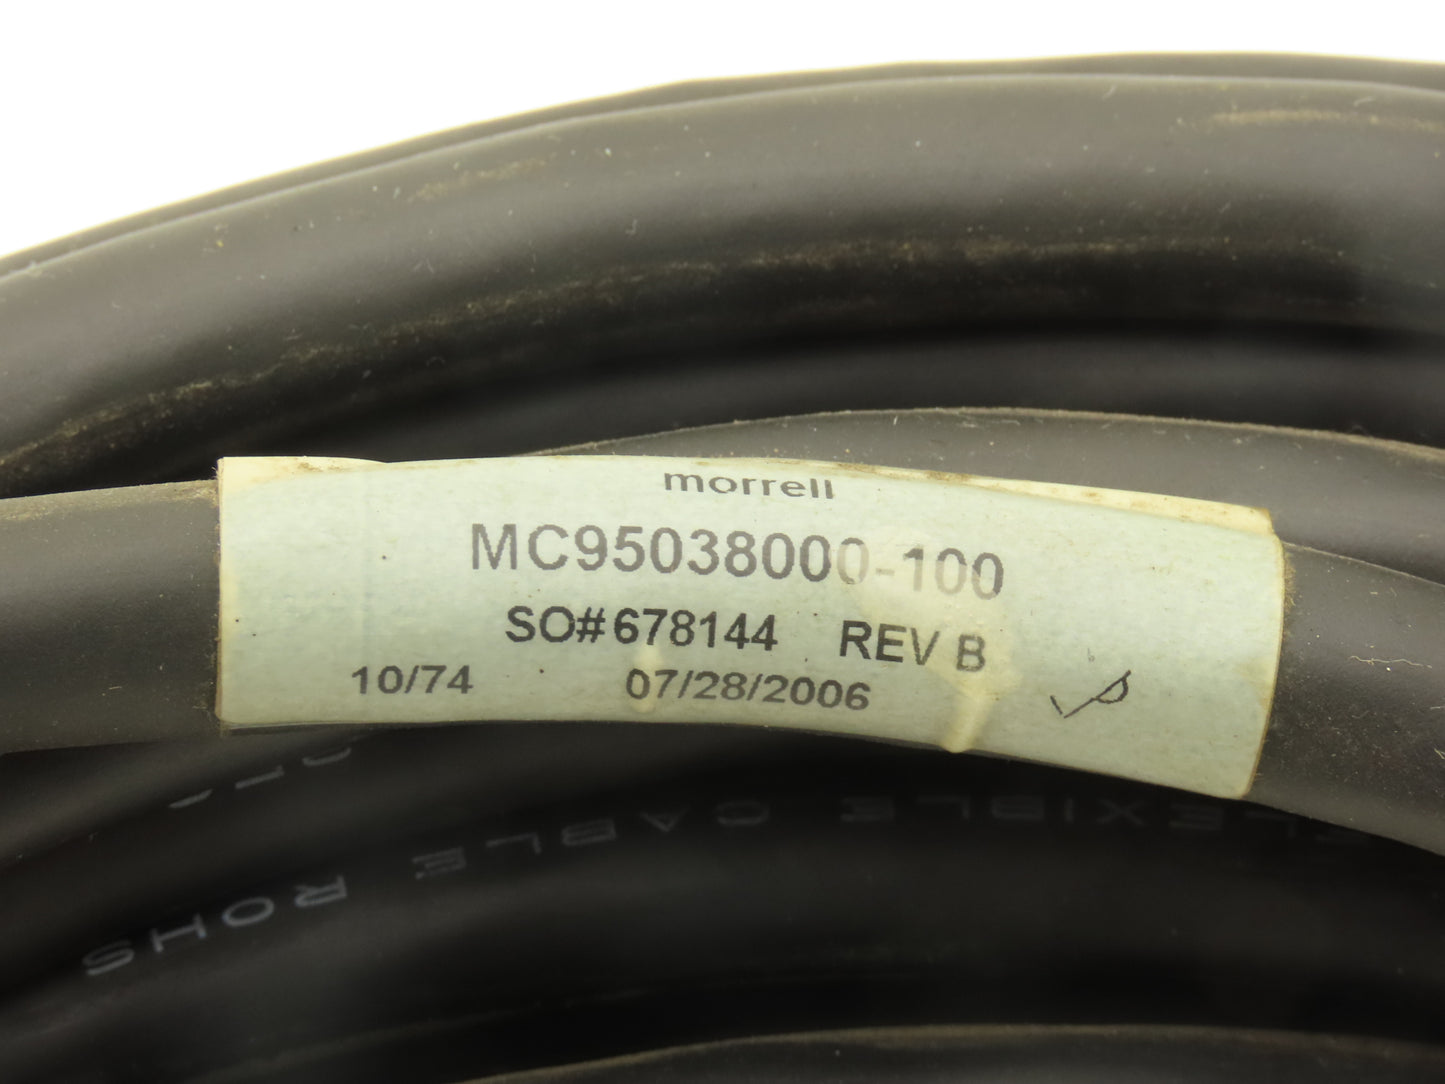 morrell
MC95038000-100
SO#678144 REV B
10/74 07/28/2006
FLEXIBLE CABLE ROHS